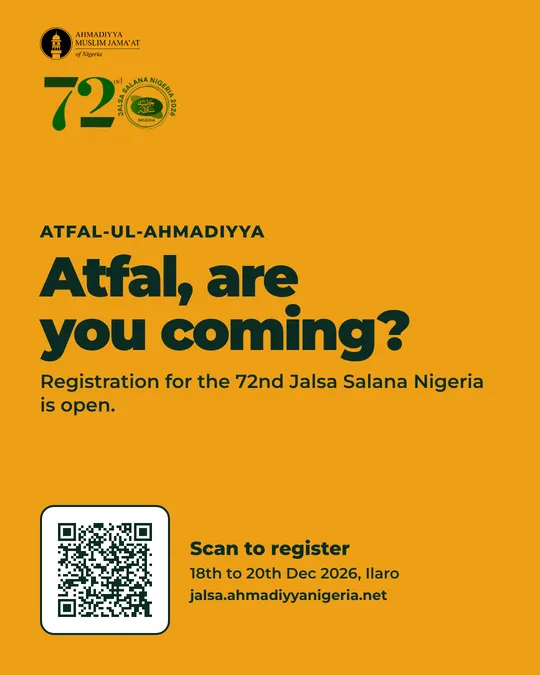 AHMADIYYA
MUSLIM JAMA'AT
of Nigeria
72nd
JALSA SALANA NIGERIA 2026
NIGERIA
ATFAL-UL-AHMADIYYA
Atfal, are
you coming?
Registration for the 72nd Jalsa Salana Nigeria
is open.
Scan to register
18th to 20th Dec 2026, Ilaro
jalsa.ahmadiyyanigeria.net